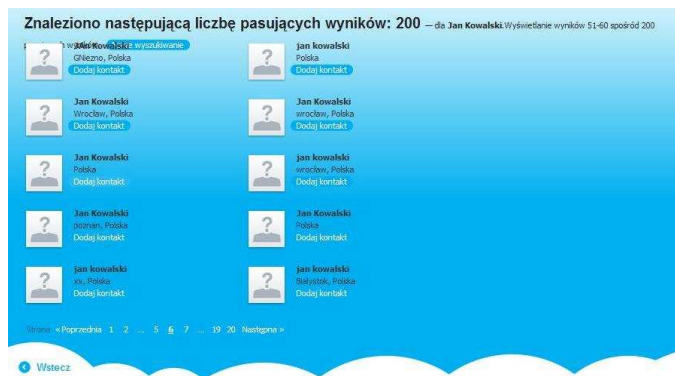 Znaleziono następującą liczbę pasujących wyników: 200 — dla Jan Kowalski.Wyświetlanie wyników 51-60 spośród 200
wyszukiwanie
Jan Kowalski
GNiezno, Polska
Dodaj kontakt
jan kowalski
Polska
Dodaj kontakt
Jan Kowalski
Wrocław, Polska
Dodaj kontakt
Jan Kowalski
wrocław, Polska
Dodaj kontakt
Jan Kowalski
Polska
Dodaj kontakt
jan kowalski
wrocław, Polska
Dodaj kontakt
Jan Kowalski
poznan, Polska
Dodaj kontakt
Jan Kowalski
Polska
Dodaj kontakt
jan kowalski
xx, Polska
Dodaj kontakt
jan kowalski
Białystok, Polska
Dodaj kontakt
Strona: « Poprzednia 1 2 ... 5 6 7 ... 19 20 Następna »
Wstecz